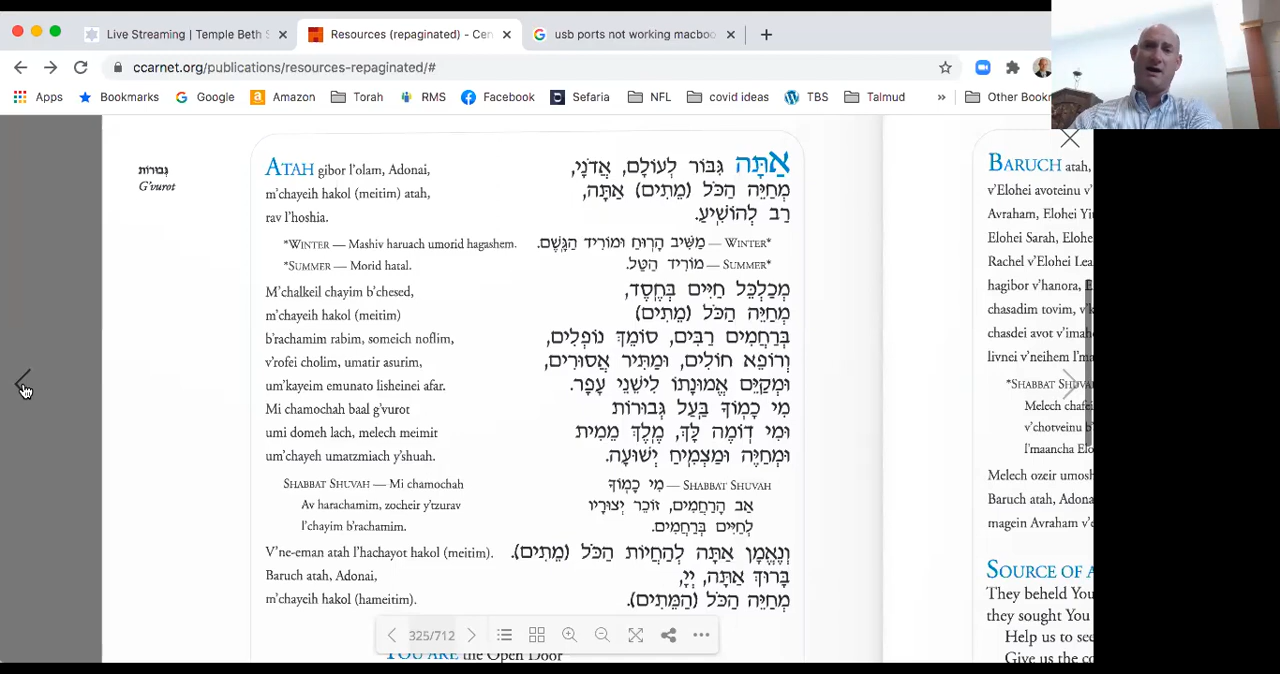 Live Streaming | Temple Beth S
Resources (repaginated) - Cen
usb ports not working macboo
ccarnet.org/publications/resources-repaginated/#
Apps
Bookmarks
Google
Amazon
Torah
RMS
Facebook
Sefaria
NFL
covid ideas
TBS
Talmud
»
Other Bookm
גְּבוּרוֹת
G'vurot
ATAH gibor l'olam, Adonai,
m'chayeih hakol (meitim) atah,
rav l'hoshia.
*WINTER — Mashiv haruach umorid hagashem.
*SUMMER — Morid hatal.
M'chalkeil chayim b'chesed,
m'chayeih hakol (meitim)
b'rachamim rabim, someich noflim,
v'rofei cholim, umatir asurim,
um'kayeim emunato lisheinei afar.
Mi chamochah baal g'vurot
umi domeh lach, melech meimit
um'chayeh umatzmiach y'shuah.
SHABBAT SHUVAH — Mi chamochah
Av harachamim, zocheir y'tzurav
l'chayim b'rachamim.
V'ne-eman atah l'hachayot hakol (meitim).
Baruch atah, Adonai,
m'chayeih hakol (hameitim).
אַתָּה גִּבּוֹר לְעוֹלָם, אֲדֹנָי,
מְחַיֵּה הַכֹּל (מֵתִים) אַתָּה,
רַב לְהוֹשִֽׁיעַ.
*WINTER — מַשִּׁיב הָרֽוּחַ וּמוֹרִיד הַגֶּֽשֶׁם.
*SUMMER — מוֹרִיד הַטַּל.
מְכַלְכֵּל חַיִּים בְּחֶֽסֶד,
מְחַיֵּה הַכֹּל (מֵתִים)
בְּרַחֲמִים רַבִּים, סוֹמֵךְ נוֹפְלִים,
וְרוֹפֵא חוֹלִים, וּמַתִּיר אֲסוּרִים,
וּמְקַיֵּם אֱמוּנָתוֹ לִישֵׁנֵי עָפָר.
מִי כָמֽוֹךָ בַּֽעַל גְּבוּרוֹת
וּמִי דֽוֹמֶה לָּךְ, מֶֽלֶךְ מֵמִית
וּמְחַיֶּה וּמַצְמִֽיחַ יְשׁוּעָה.
SHABBAT SHUVAH — מִי כָמֽוֹךָ
אַב הָרַחֲמִים, זוֹכֵר יְצוּרָיו
לְחַיִּים בְּרַחֲמִים.
וְנֶאֱמָן אַתָּה לְהַחֲיוֹת הַכֹּל (מֵתִים).
בָּרוּךְ אַתָּה, יְיָ,
מְחַיֵּה הַכֹּל (הַמֵּתִים).
YOU ARE the Open Door
325/712
BARUCH atah,
v'Elohei avoteinu v'
Avraham, Elohei Yi
Elohei Sarah, Elohe
Rachel v'Elohei Lea
hagibor v'hanora, E
chasadim tovim, v'k
chasdei avot v'imah
livnei v'neihem l'm
*SHABBAT SHUV
Melech chafei
v'chotveinu b'
l'maancha Elo
Melech ozeir umosh
Baruch atah, Adona
magein Avraham v'e
SOURCE OF A
They beheld You
they sought You
Help us to see
Give us the co